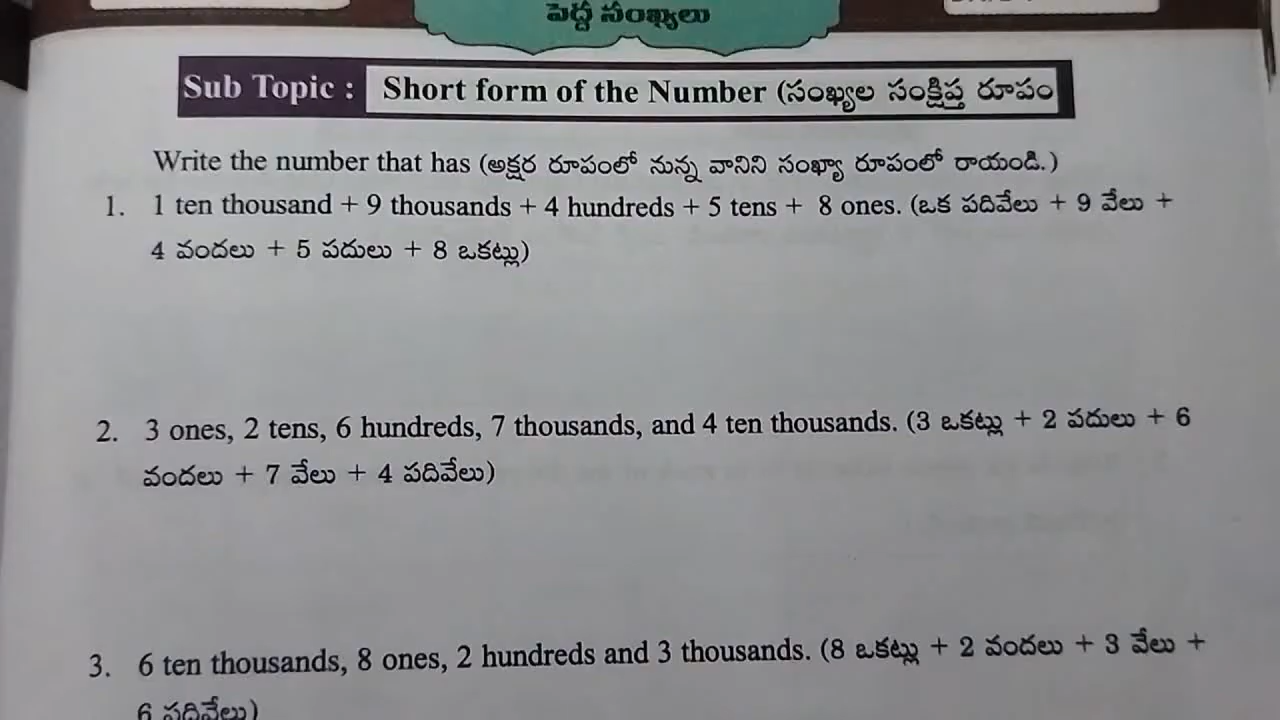 పెద్ద సంఖ్యలు
Sub Topic : Short form of the Number (సంఖ్యల సంక్షిప్త రూపం
Write the number that has (అక్షర రూపంలో నున్న వానిని సంఖ్యా రూపంలో రాయండి.)
1. 1 ten thousand + 9 thousands + 4 hundreds + 5 tens + 8 ones. (ఒక పదివేలు + 9 వేలు +
4 వందలు + 5 పదులు + 8 ఒకట్లు)
2. 3 ones, 2 tens, 6 hundreds, 7 thousands, and 4 ten thousands. (3 ఒకట్లు + 2 పదులు + 6
వందలు + 7 వేలు + 4 పదివేలు)
3. 6 ten thousands, 8 ones, 2 hundreds and 3 thousands. (8 ఒకట్లు + 2 వందలు + 3 వేలు +
6 పదివేలు)